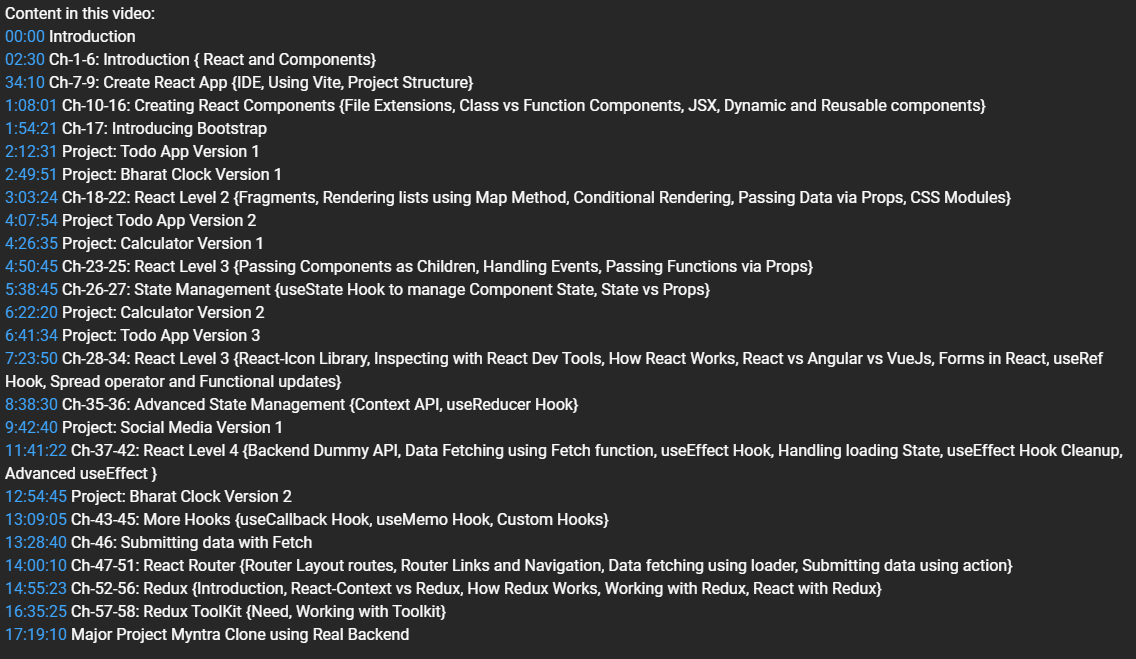 Content in this video:
00:00 Introduction
02:30 Ch-1-6: Introduction { React and Components}
34:10 Ch-7-9: Create React App {IDE, Using Vite, Project Structure}
1:08:01 Ch-10-16: Creating React Components {File Extensions, Class vs Function Components, JSX, Dynamic and Reusable components}
1:54:21 Ch-17: Introducing Bootstrap
2:12:31 Project: Todo App Version 1
2:49:51 Project: Bharat Clock Version 1
3:03:24 Ch-18-22: React Level 2 {Fragments, Rendering lists using Map Method, Conditional Rendering, Passing Data via Props, CSS Modules}
4:07:54 Project Todo App Version 2
4:26:35 Project: Calculator Version 1
4:50:45 Ch-23-25: React Level 3 {Passing Components as Children, Handling Events, Passing Functions via Props}
5:38:45 Ch-26-27: State Management {useState Hook to manage Component State, State vs Props}
6:22:20 Project: Calculator Version 2
6:41:34 Project: Todo App Version 3
7:23:50 Ch-28-34: React Level 3 {React-Icon Library, Inspecting with React Dev Tools, How React Works, React vs Angular vs VueJs, Forms in React, useRef
Hook, Spread operator and Functional updates}
8:38:30 Ch-35-36: Advanced State Management {Context API, useReducer Hook}
9:42:40 Project: Social Media Version 1
11:41:22 Ch-37-42: React Level 4 {Backend Dummy API, Data Fetching using Fetch function, useEffect Hook, Handling loading State, useEffect Hook Cleanup,
Advanced useEffect }
12:54:45 Project: Bharat Clock Version 2
13:09:05 Ch-43-45: More Hooks {useCallback Hook, useMemo Hook, Custom Hooks}
13:28:40 Ch-46: Submitting data with Fetch
14:00:10 Ch-47-51: React Router {Router Layout routes, Router Links and Navigation, Data fetching using loader, Submitting data using action}
14:55:23 Ch-52-56: Redux {Introduction, React-Context vs Redux, How Redux Works, Working with Redux, React with Redux}
16:35:25 Ch-57-58: Redux ToolKit {Need, Working with Toolkit}
17:19:10 Major Project Myntra Clone using Real Backend